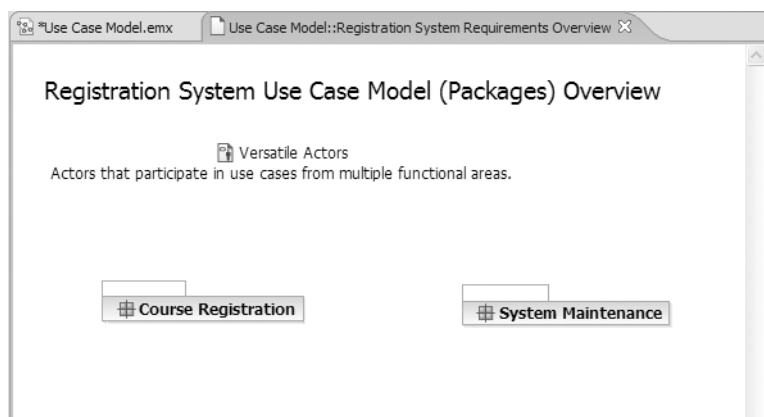 *Use Case Model.emx
Use Case Model::Registration System Requirements Overview
Registration System Use Case Model (Packages) Overview
Versatile Actors
Actors that participate in use cases from multiple functional areas.
Course Registration
System Maintenance